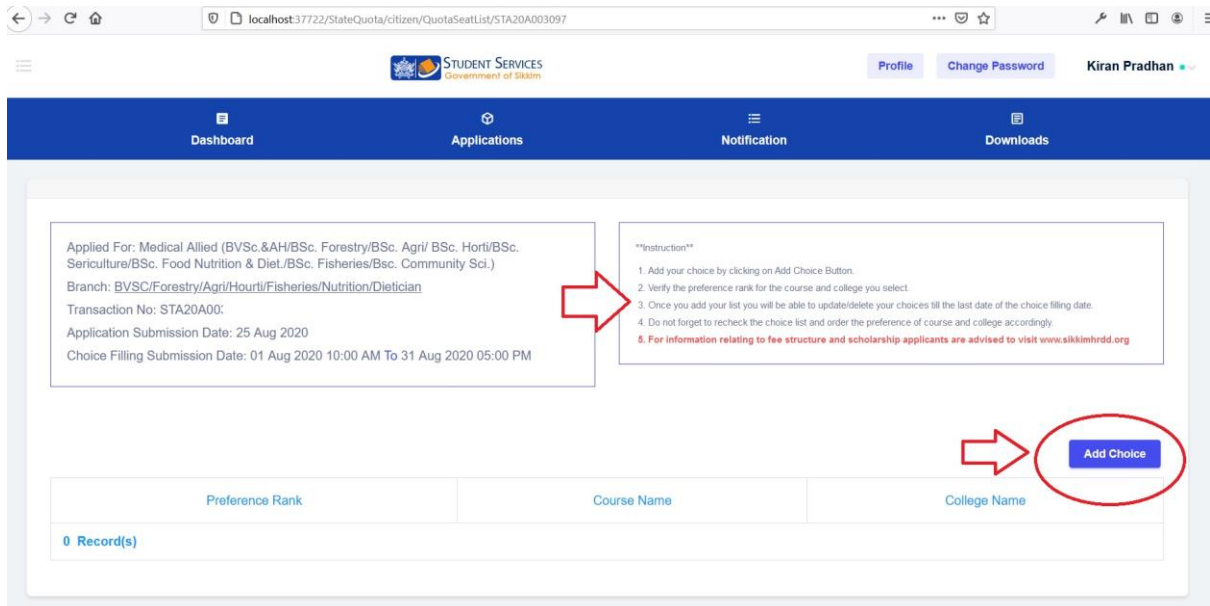 localhost:37722/StateQuota/citizen/QuotaSeatList/STA20A003097
STUDENT SERVICES
Government of Sikkim
Profile
Change Password
Kiran Pradhan
Dashboard
Applications
Notification
Downloads
Applied For: Medical Allied (BVSc.&AH/BSc. Forestry/BSc. Agri/ BSc. Horti/BSc.
Sericulture/BSc. Food Nutrition & Diet./BSc. Fisheries/Bsc. Community Sci.)
Branch: BVSC/Forestry/Agri/Hourti/Fisheries/Nutrition/Dietician
Transaction No: STA20A00:
Application Submission Date: 25 Aug 2020
Choice Filling Submission Date: 01 Aug 2020 10:00 AM To 31 Aug 2020 05:00 PM
**Instruction**
1. Add your choice by clicking on Add Choice Button.
2. Verify the preference rank for the course and college you select.
3. Once you add your list you will be able to update/delete your choices till the last date of the choice filling date.
4. Do not forget to recheck the choice list and order the preference of course and college accordingly.
5. For information relating to fee structure and scholarship applicants are advised to visit www.sikkimhrdd.org
Add Choice
Preference Rank
Course Name
College Name
0 Record(s)